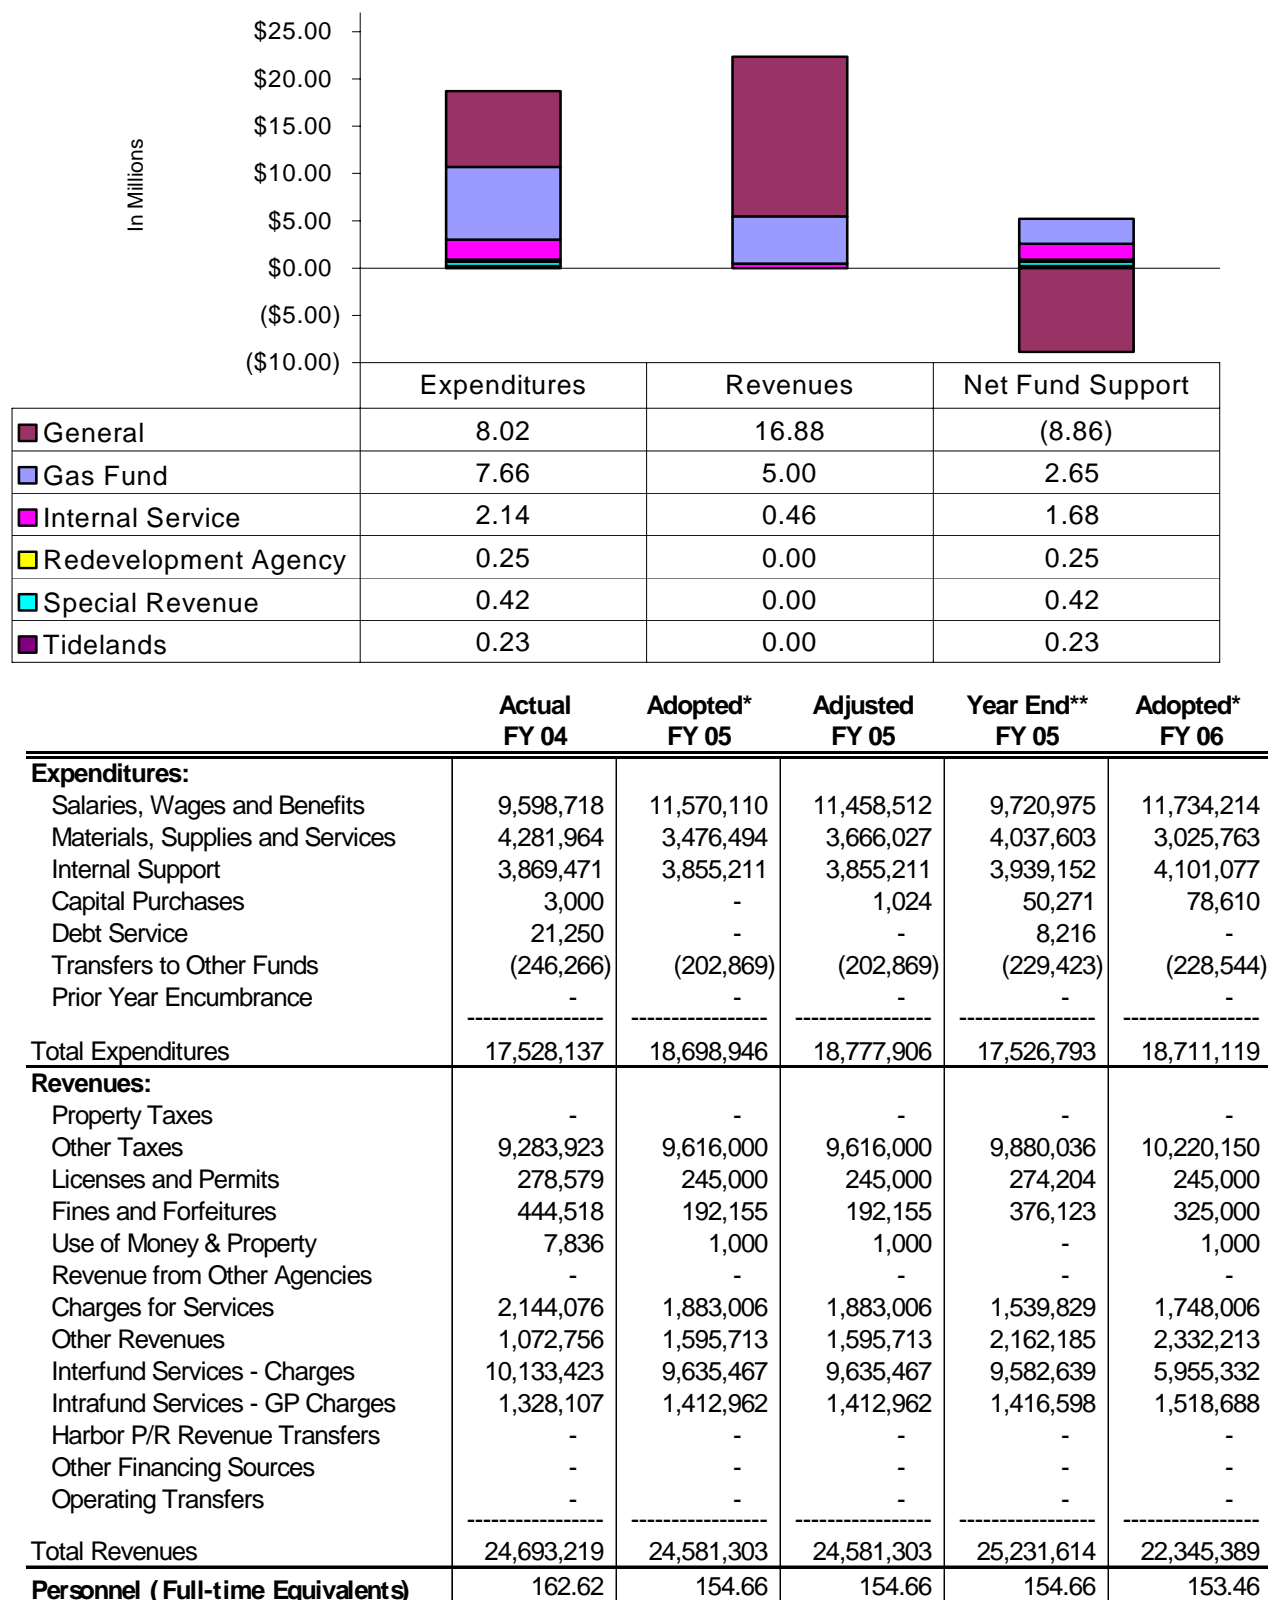 $25.00
$20.00
$15.00
$10.00
$5.00
$0.00
($5.00)
($10.00)
In Millions
Expenditures Revenues Net Fund Support
General 8.02 16.88 (8.86)
Gas Fund 7.66 5.00 2.65
Internal Service 2.14 0.46 1.68
Redevelopment Agency 0.25 0.00 0.25
Special Revenue 0.42 0.00 0.42
Tidelands 0.23 0.00 0.23
Actual Adopted* Adjusted Year End** Adopted*
FY 04 FY 05 FY 05 FY 05 FY 06
Expenditures:
Salaries, Wages and Benefits 9,598,718 11,570,110 11,458,512 9,720,975 11,734,214
Materials, Supplies and Services 4,281,964 3,476,494 3,666,027 4,037,603 3,025,763
Internal Support 3,869,471 3,855,211 3,855,211 3,939,152 4,101,077
Capital Purchases 3,000 - 1,024 50,271 78,610
Debt Service 21,250 - - 8,216 -
Transfers to Other Funds (246,266) (202,869) (202,869) (229,423) (228,544)
Prior Year Encumbrance - - - - -
----------------- ----------------- ----------------- ----------------- -----------------
Total Expenditures 17,528,137 18,698,946 18,777,906 17,526,793 18,711,119
Revenues:
Property Taxes - - - - -
Other Taxes 9,283,923 9,616,000 9,616,000 9,880,036 10,220,150
Licenses and Permits 278,579 245,000 245,000 274,204 245,000
Fines and Forfeitures 444,518 192,155 192,155 376,123 325,000
Use of Money & Property 7,836 1,000 1,000 - 1,000
Revenue from Other Agencies - - - - -
Charges for Services 2,144,076 1,883,006 1,883,006 1,539,829 1,748,006
Other Revenues 1,072,756 1,595,713 1,595,713 2,162,185 2,332,213
Interfund Services - Charges 10,133,423 9,635,467 9,635,467 9,582,639 5,955,332
Intrafund Services - GP Charges 1,328,107 1,412,962 1,412,962 1,416,598 1,518,688
Harbor P/R Revenue Transfers - - - - -
Other Financing Sources - - - - -
Operating Transfers - - - - -
----------------- ----------------- ----------------- ----------------- -----------------
Total Revenues 24,693,219 24,581,303 24,581,303 25,231,614 22,345,389
Personnel (Full-time Equivalents) 162.62 154.66 154.66 154.66 153.46